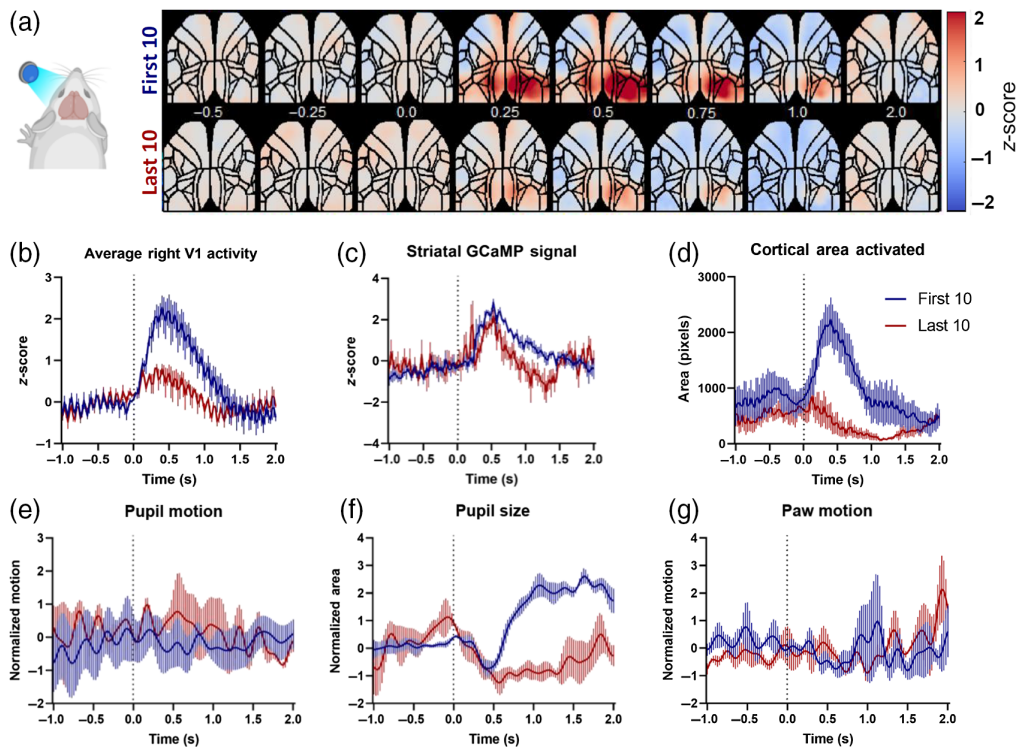 (a)
First 10
−0.5 −0.25 0.0 0.25 0.5 0.75 1.0 2.0
Last 10
2
1
0
−1
−2
z-score
(b)
Average right V1 activity
z-score
3
2
1
0
−1
−1.0 −0.5 0.0 0.5 1.0 1.5 2.0
Time (s)
(c)
Striatal GCaMP signal
z-score
4
2
0
−2
−4
−1.0 −0.5 0.0 0.5 1.0 1.5 2.0
Time (s)
(d)
Cortical area activated
First 10
Last 10
Area (pixels)
3000
2000
1000
0
−1.0 −0.5 0.0 0.5 1.0 1.5 2.0
Time (s)
(e)
Pupil motion
Normalized motion
3
2
1
0
−1
−2
−1.0 −0.5 0.0 0.5 1.0 1.5 2.0
Time (s)
(f)
Pupil size
Normalized area
4
3
2
1
0
−1
−2
−1.0 −0.5 0.0 0.5 1.0 1.5 2.0
Time (s)
(g)
Paw motion
Normalized motion
4
3
2
1
0
−1
−2
−1.0 −0.5 0.0 0.5 1.0 1.5 2.0
Time (s)